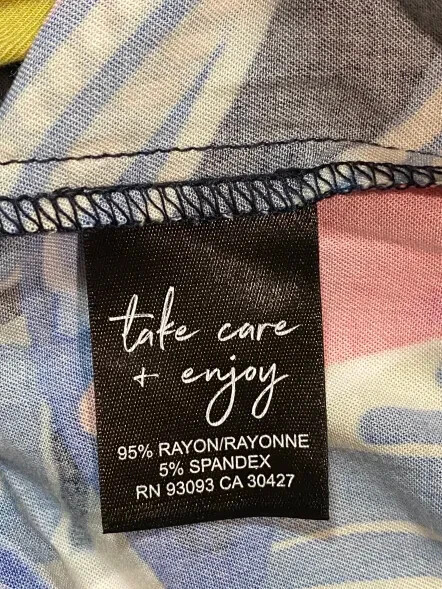 take care
+ enjoy
95% RAYON/RAYONNE
5% SPANDEX
RN 93093 CA 30427